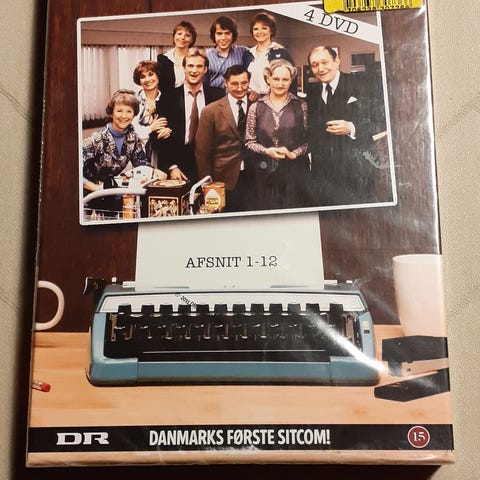 4 DVD
AFSNIT 1-12
DR
DANMARKS FØRSTE SITCOM!
15